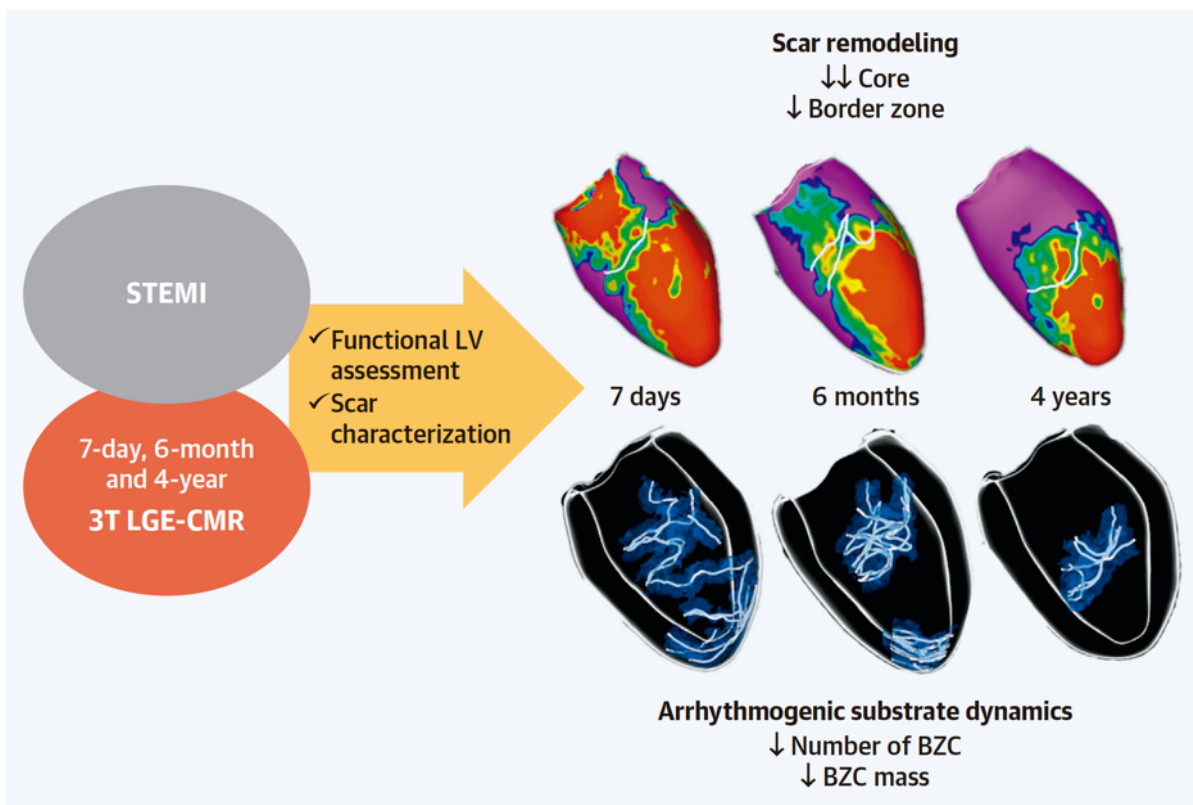 Scar remodeling
↓↓ Core
↓ Border zone
STEMI
7-day, 6-month
and 4-year
3T LGE-CMR
✓ Functional LV
assessment
✓ Scar
characterization
7 days
6 months
4 years
Arrhythmogenic substrate dynamics
↓ Number of BZC
↓ BZC mass